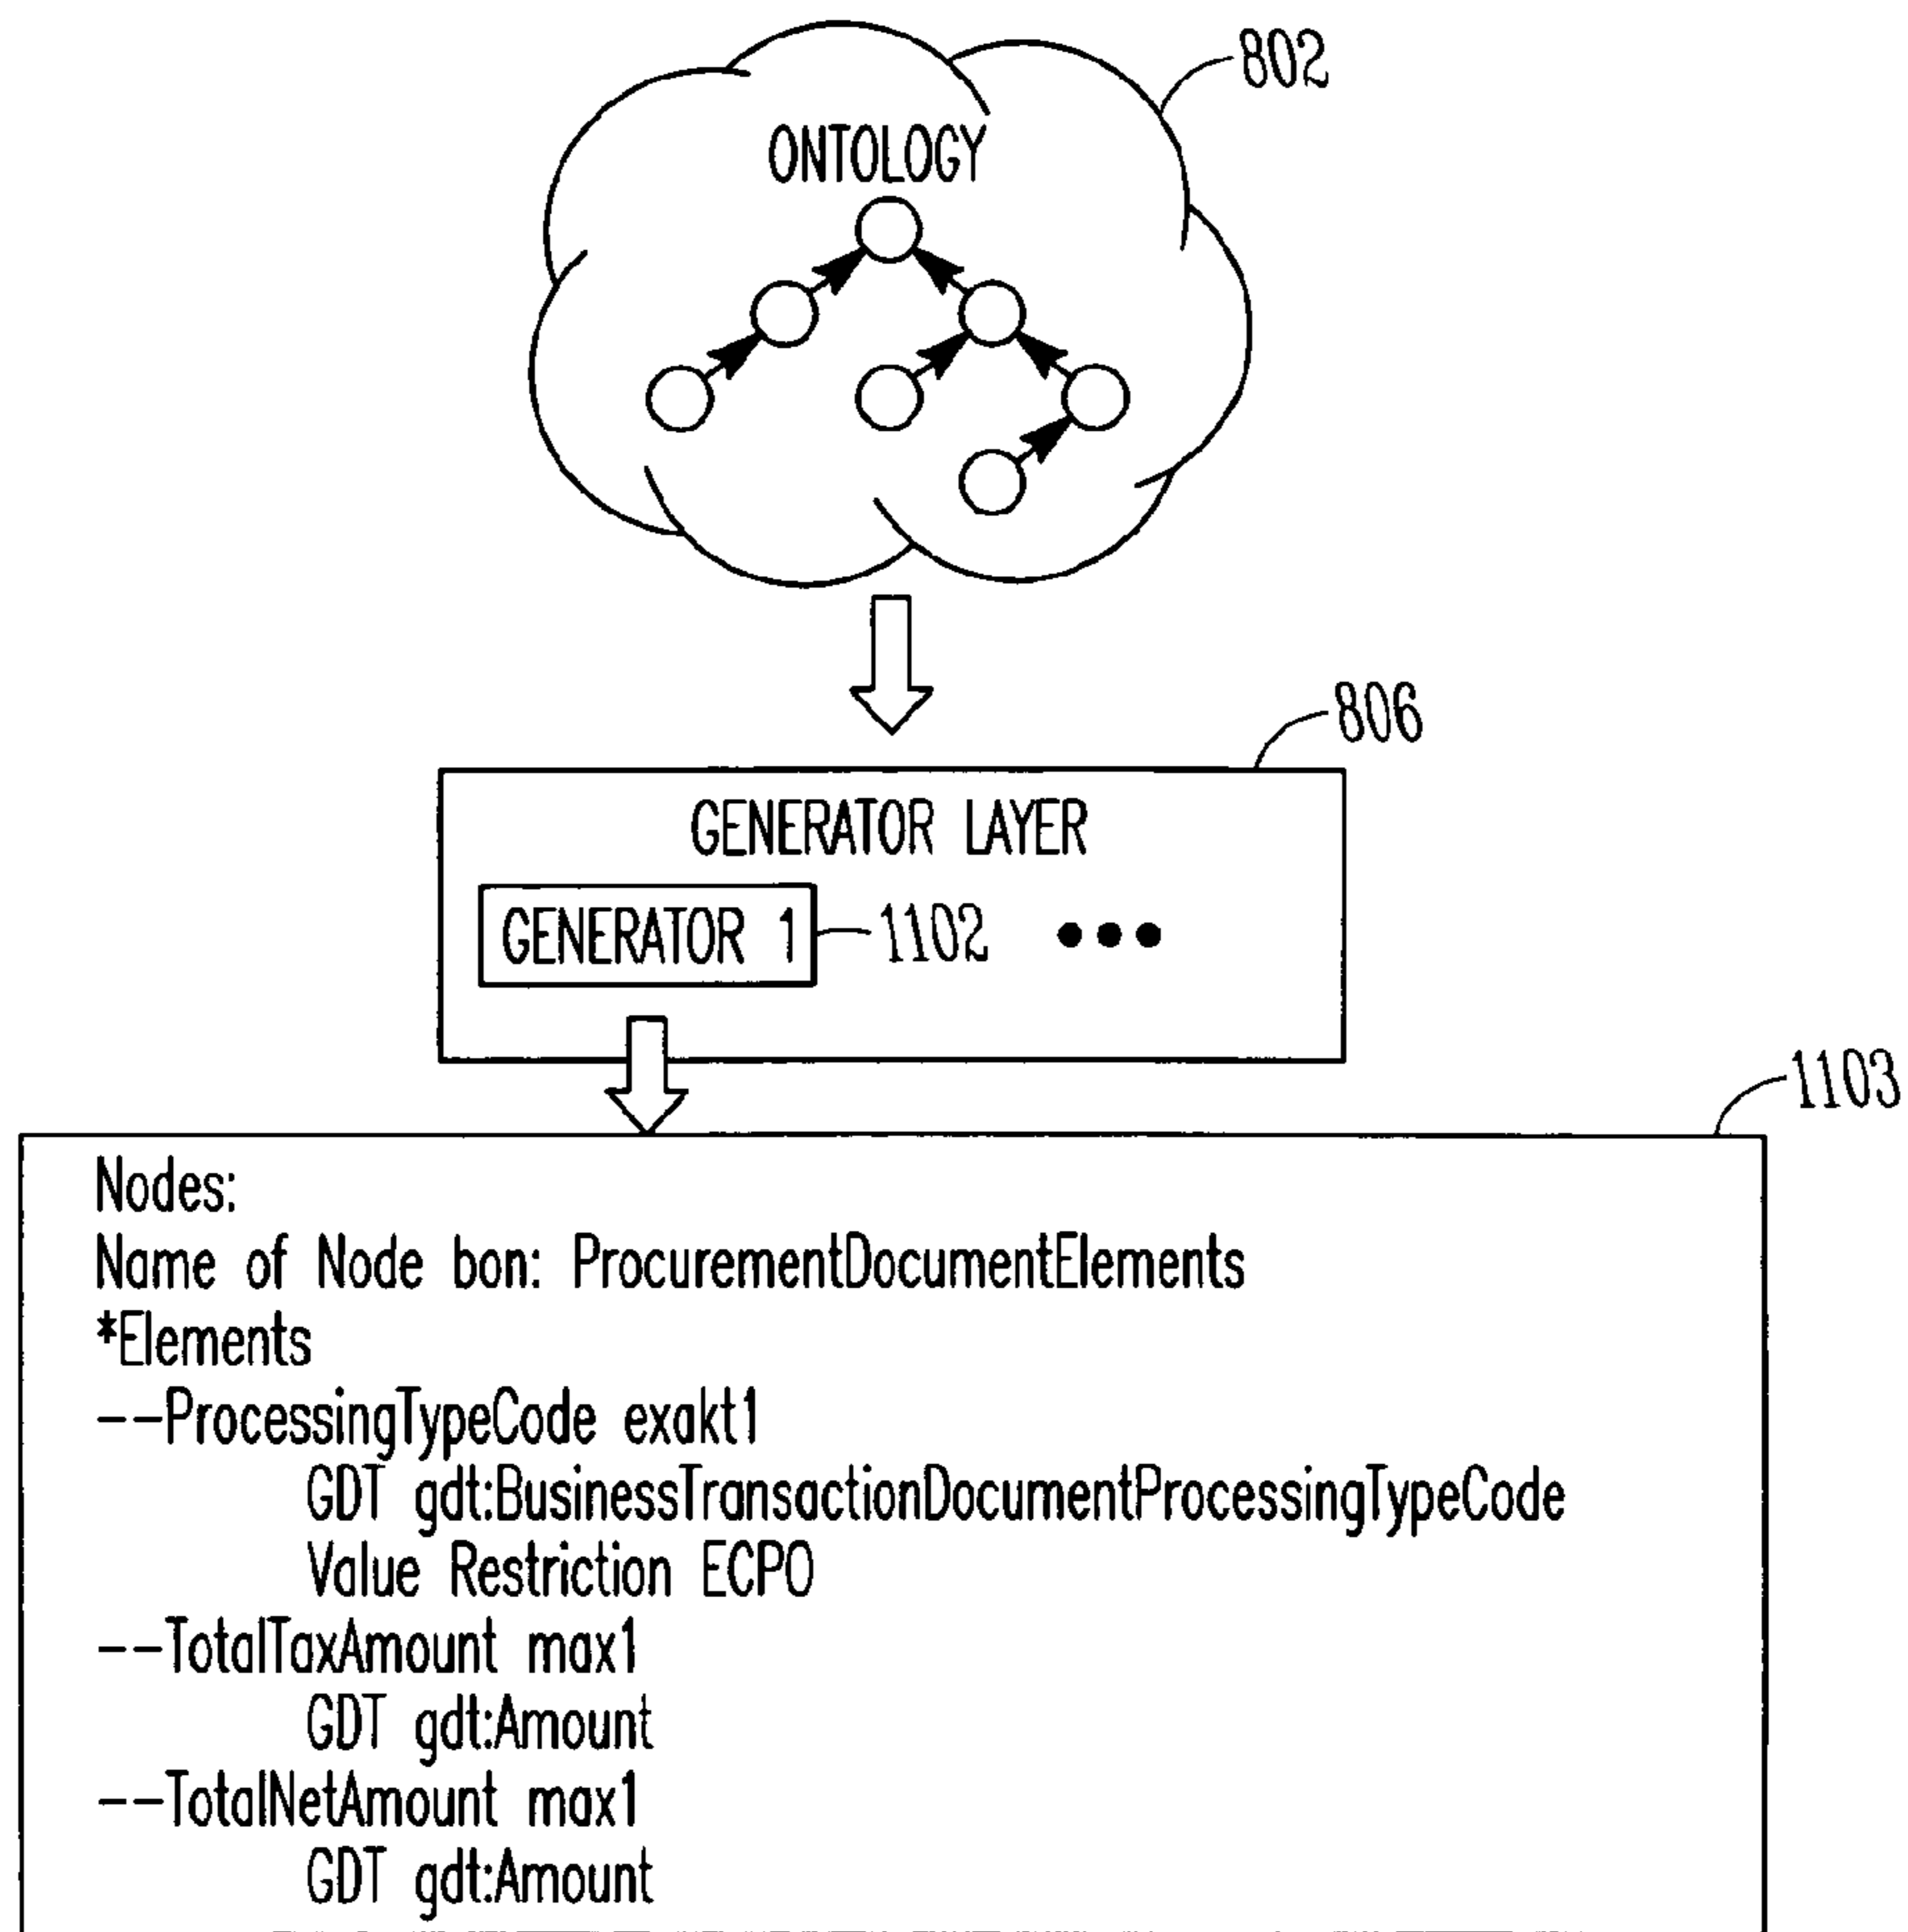 802
ONTOLOGY
806
GENERATOR LAYER
GENERATOR 1
1102
1103
Nodes:
Name of Node bon: ProcurementDocumentElements
*Elements
--ProcessingTypeCode exakt1
GDT gdt:BusinessTransactionDocumentProcessingTypeCode
Value Restriction ECPO
--TotalTaxAmount max1
GDT gdt:Amount
--TotalNetAmount max1
GDT gdt:Amount